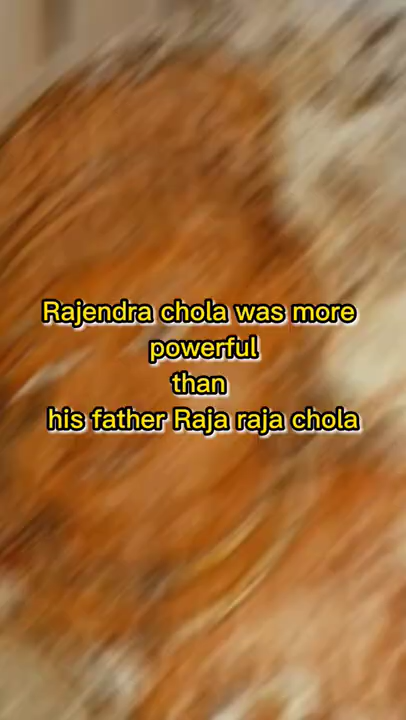 Rajendra chola was more
powerful
than
his father Raja raja chola